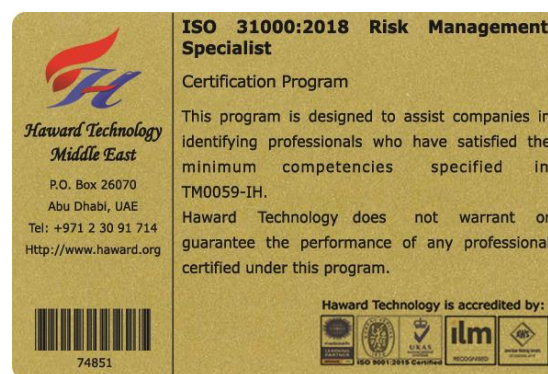 Haward Technology
Middle East
P.O. Box 26070
Abu Dhabi, UAE
Tel: +971 2 30 91 714
Http://www.haward.org
74851
ISO 31000:2018 Risk Management
Specialist
Certification Program
This program is designed to assist companies in
identifying professionals who have satisfied the
minimum competencies specified in
TM0059-IH.
Haward Technology does not warrant or
guarantee the performance of any professional
certified under this program.
Haward Technology is accredited by:
ISO 9001:2015 Certified
UKAS
ilm
RECOGNISED
AWS